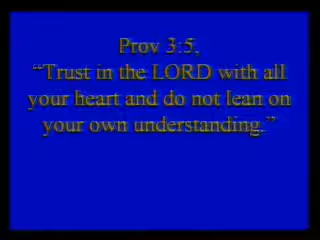 Prov 3:5,
“Trust in the LORD with all
your heart and do not lean on
your own understanding.”